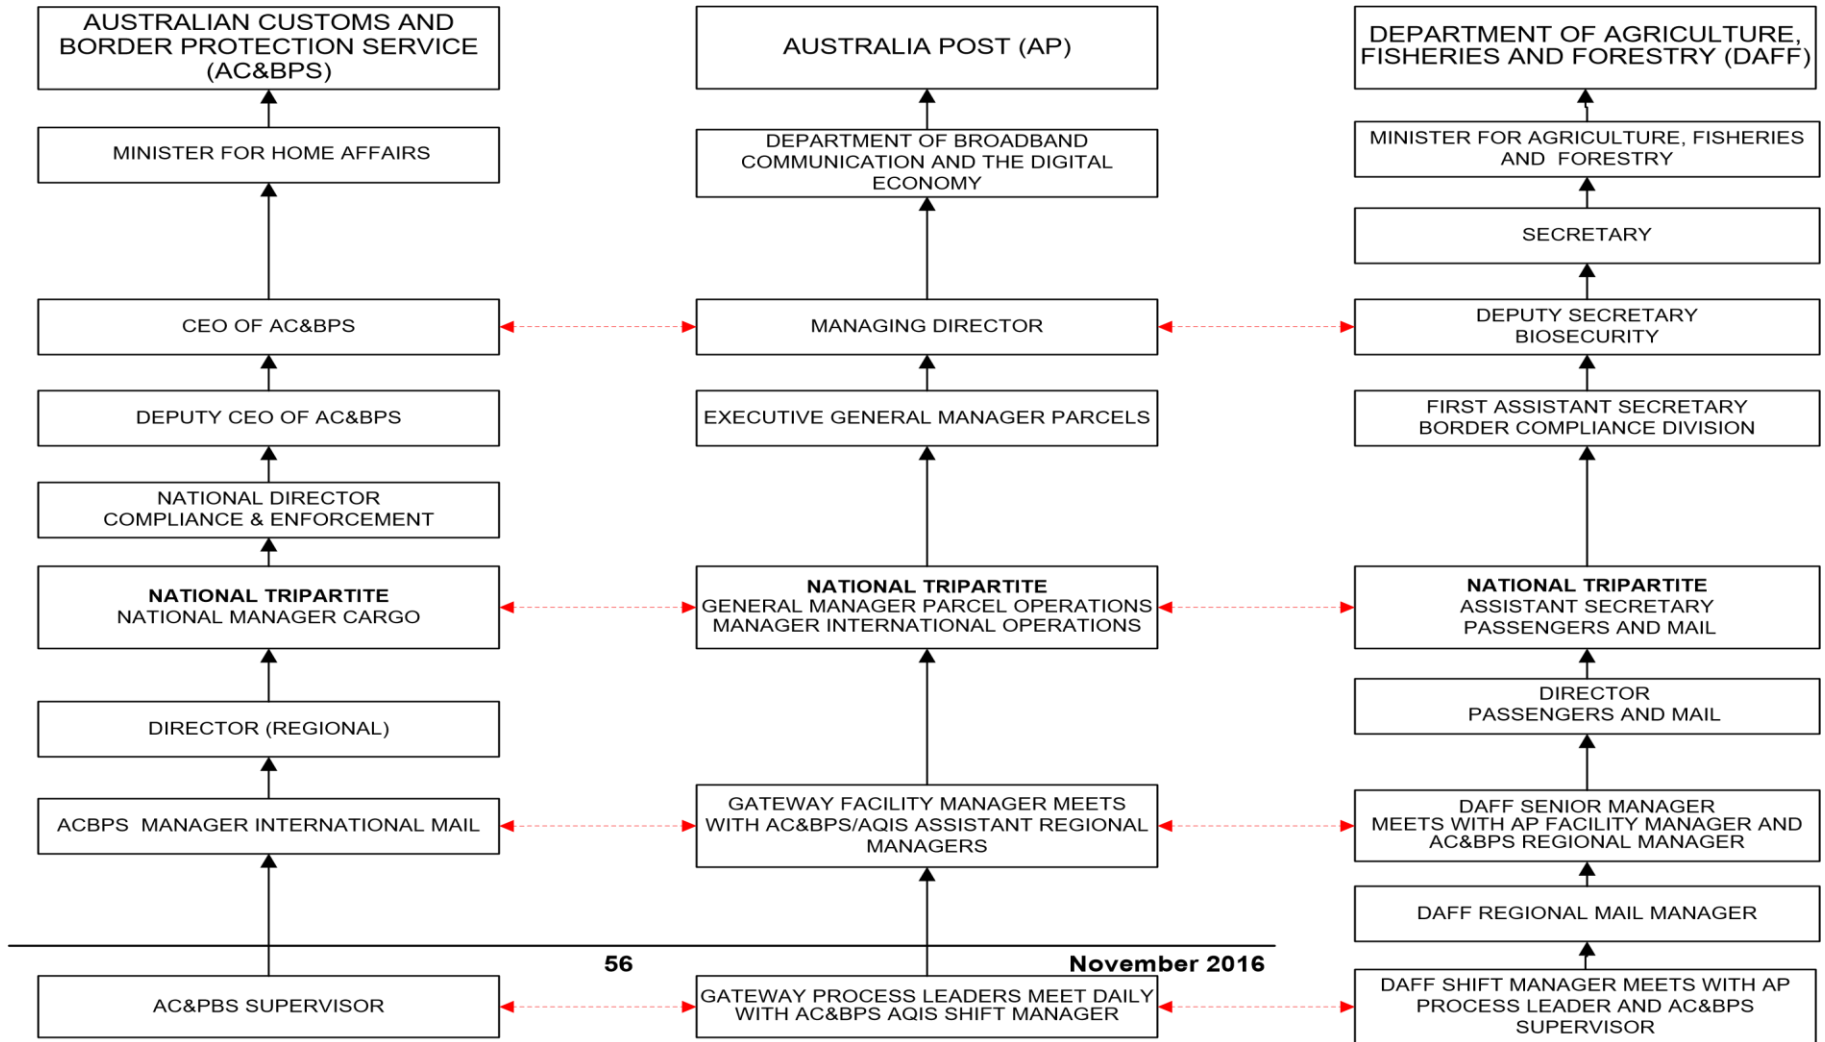 AUSTRALIAN CUSTOMS AND
BORDER PROTECTION SERVICE
(AC&BPS)
AUSTRALIA POST (AP)
DEPARTMENT OF AGRICULTURE,
FISHERIES AND FORESTRY (DAFF)
MINISTER FOR HOME AFFAIRS
DEPARTMENT OF BROADBAND
COMMUNICATION AND THE DIGITAL
ECONOMY
MINISTER FOR AGRICULTURE, FISHERIES
AND FORESTRY
SECRETARY
CEO OF AC&BPS
MANAGING DIRECTOR
DEPUTY SECRETARY
BIOSECURITY
DEPUTY CEO OF AC&BPS
EXECUTIVE GENERAL MANAGER PARCELS
FIRST ASSISTANT SECRETARY
BORDER COMPLIANCE DIVISION
NATIONAL DIRECTOR
COMPLIANCE & ENFORCEMENT
NATIONAL TRIPARTITE
NATIONAL MANAGER CARGO
NATIONAL TRIPARTITE
GENERAL MANAGER PARCEL OPERATIONS
MANAGER INTERNATIONAL OPERATIONS
NATIONAL TRIPARTITE
ASSISTANT SECRETARY
PASSENGERS AND MAIL
DIRECTOR (REGIONAL)
DIRECTOR
PASSENGERS AND MAIL
ACBPS MANAGER INTERNATIONAL MAIL
GATEWAY FACILITY MANAGER MEETS
WITH AC&BPS/AQIS ASSISTANT REGIONAL
MANAGERS
DAFF SENIOR MANAGER
MEETS WITH AP FACILITY MANAGER AND
AC&BPS REGIONAL MANAGER
DAFF REGIONAL MAIL MANAGER
56
November 2016
AC&PBS SUPERVISOR
GATEWAY PROCESS LEADERS MEET DAILY
WITH AC&BPS AQIS SHIFT MANAGER
DAFF SHIFT MANAGER MEETS WITH AP
PROCESS LEADER AND AC&BPS
SUPERVISOR